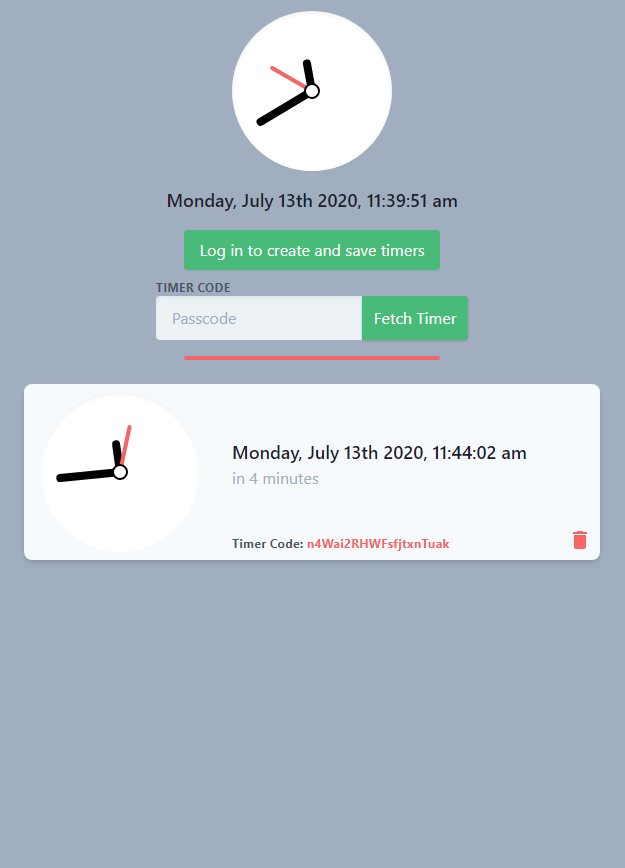 Monday, July 13th 2020, 11:39:51 am
Log in to create and save timers
TIMER CODE
Passcode
Fetch Timer
Monday, July 13th 2020, 11:44:02 am
in 4 minutes
Timer Code: n4Wai2RHWFsfjtxnTuak